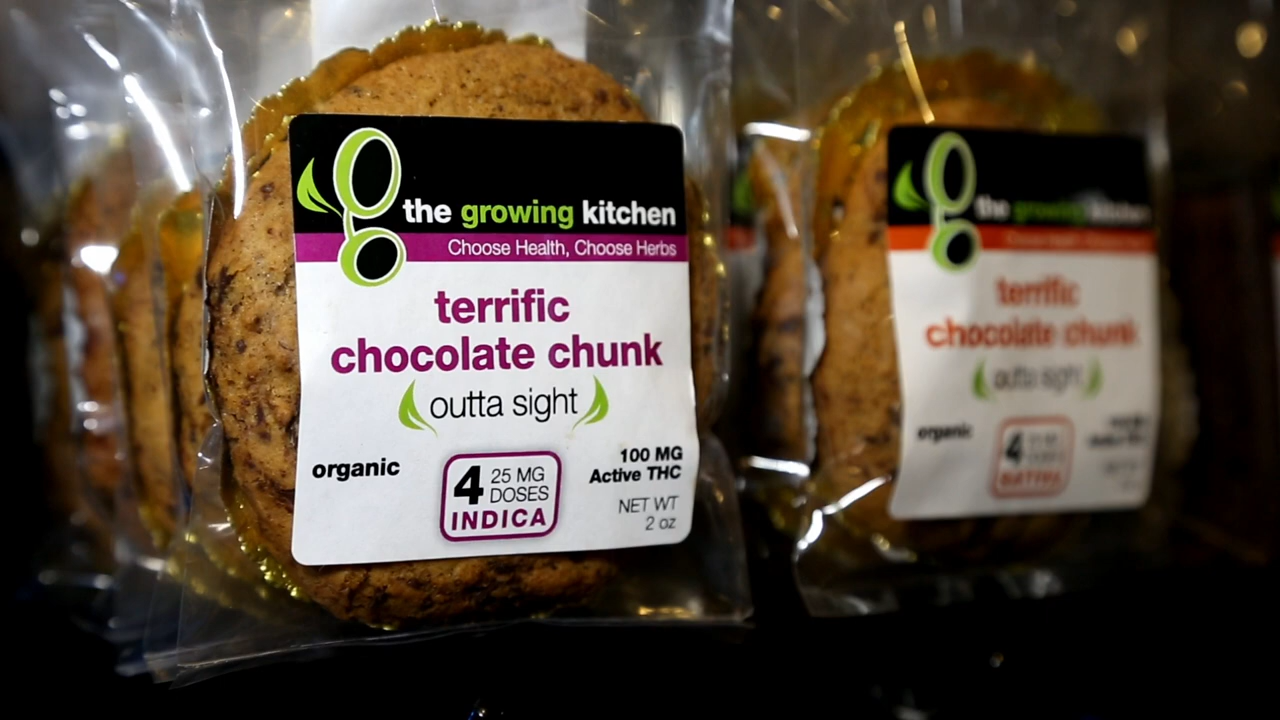 the growing kitchen
Choose Health, Choose Herbs
terrific
chocolate chunk
outta sight
organic
4 25 MG
DOSES
INDICA
100 MG
Active THC
NET WT
2 oz
the growing kitchen
terrific
chocolate chunk
outta sight
organic
4
SATIVA